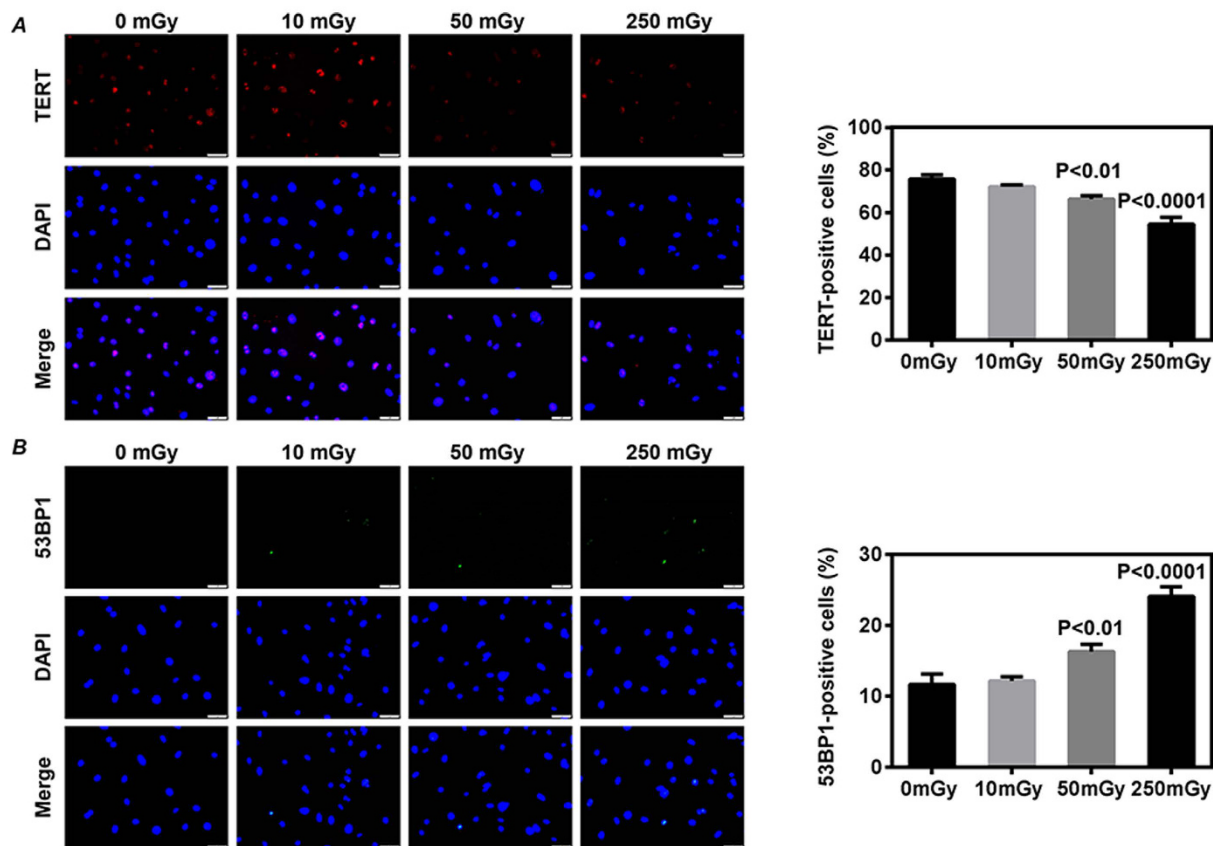 A
0 mGy 10 mGy 50 mGy 250 mGy
TERT
DAPI
Merge
TERT-positive cells (%)
100
80
60
40
20
0
P<0.01
P<0.0001
0mGy 10mGy 50mGy 250mGy
B
0 mGy 10 mGy 50 mGy 250 mGy
53BP1
DAPI
Merge
53BP1-positive cells (%)
30
20
10
0
P<0.0001
P<0.01
0mGy 10mGy 50mGy 250mGy